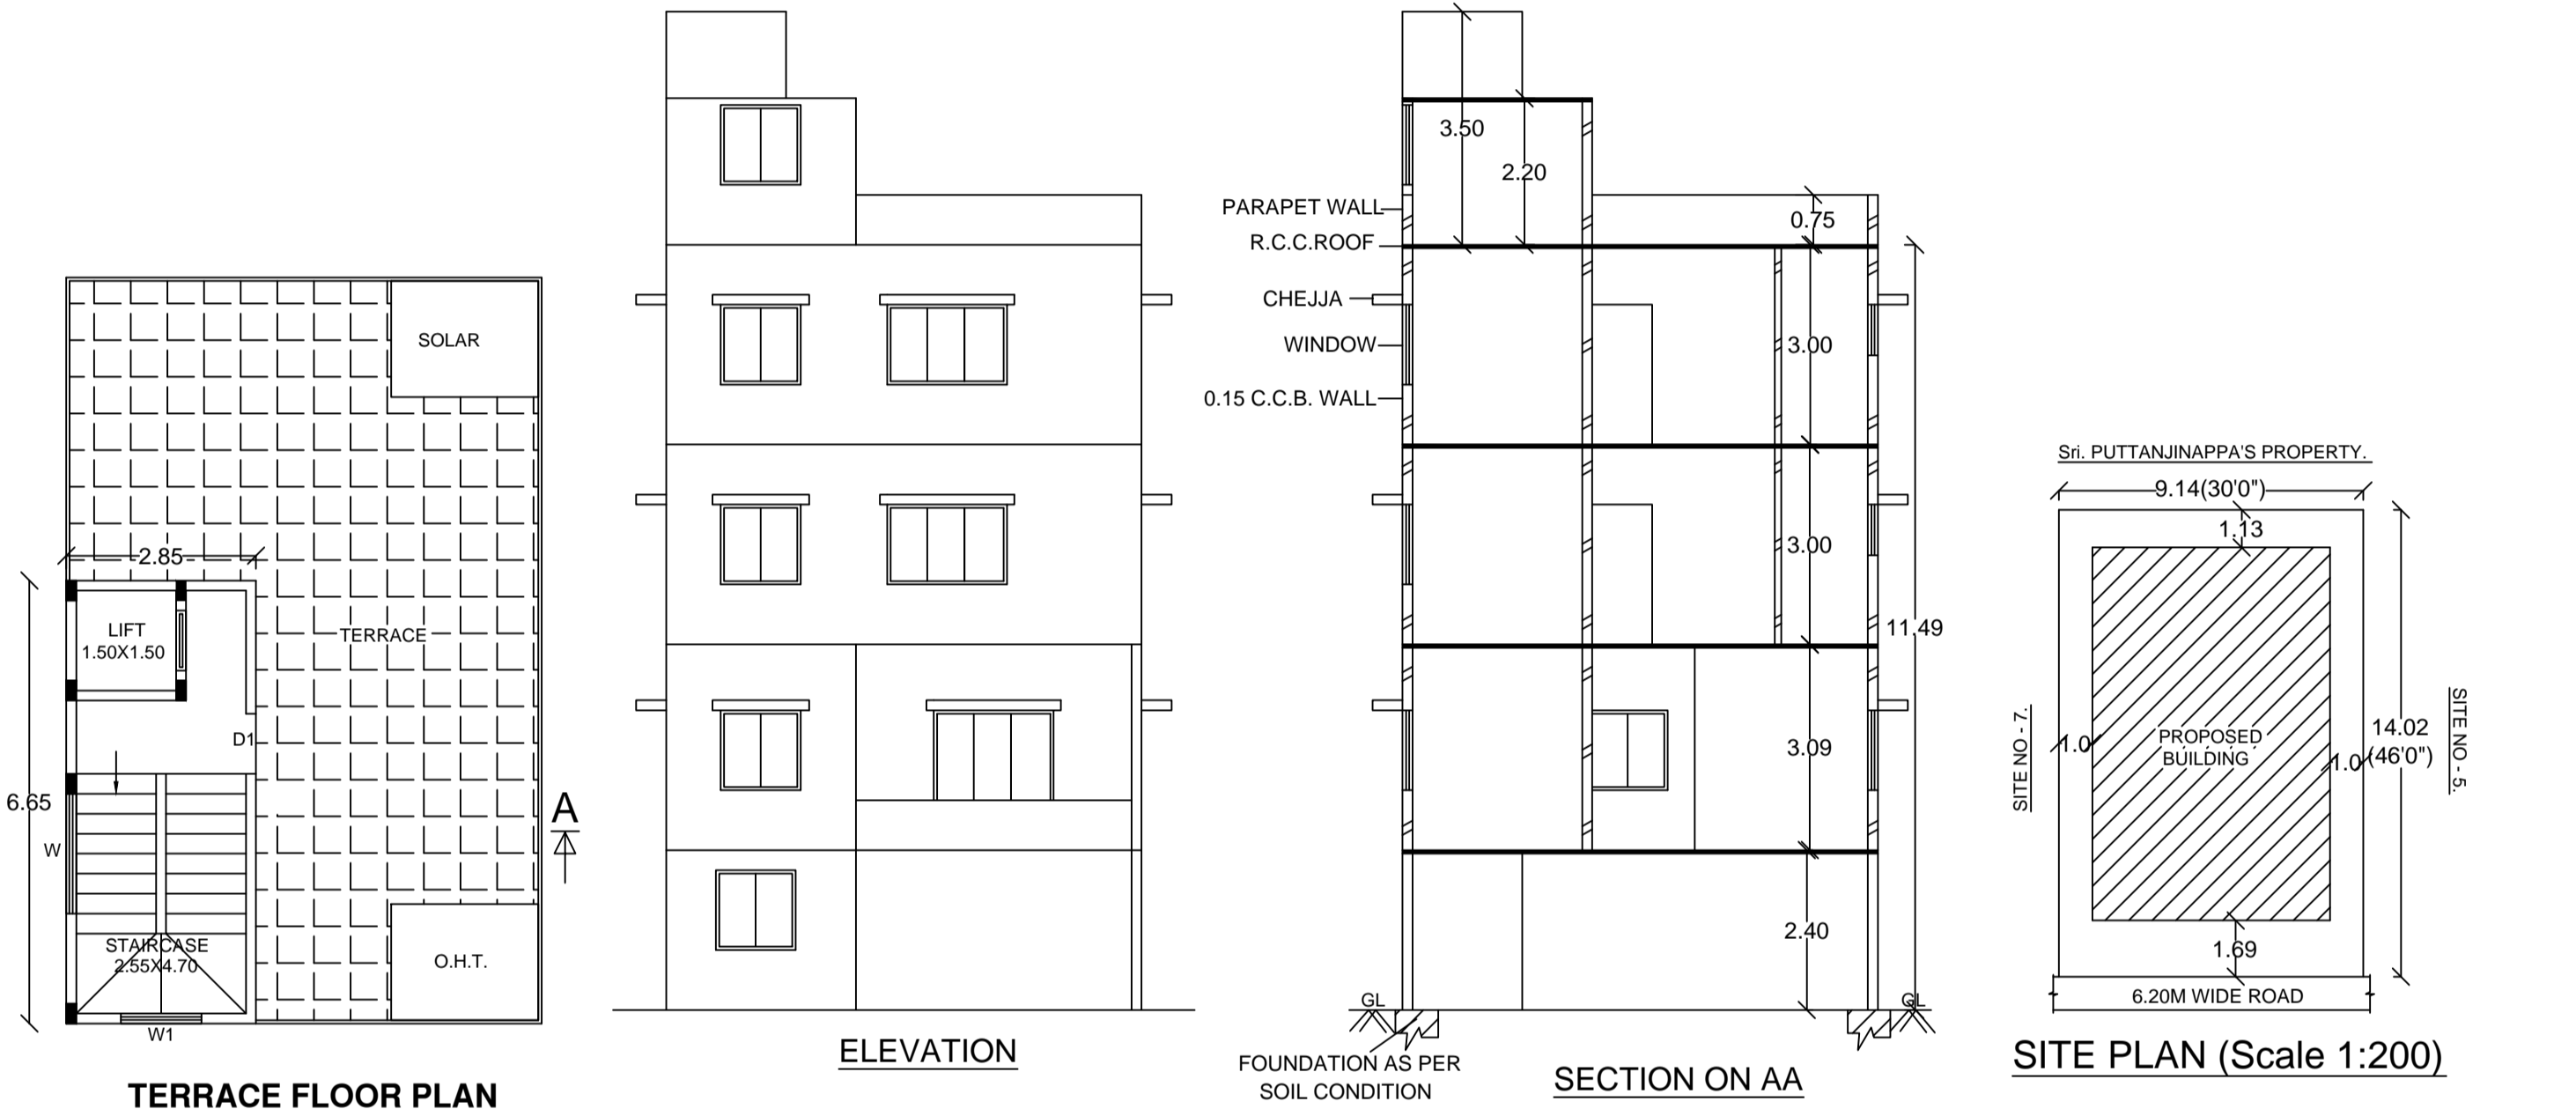 SOLAR
2.85
LIFT
1.50X1.50
TERRACE
D1
6.65
W
A
STAIRCASE
2.55X4.70
O.H.T.
W1
TERRACE FLOOR PLAN
ELEVATION
3.50
2.20
PARAPET WALL
0.75
R.C.C.ROOF
CHEJJA
WINDOW
3.00
0.15 C.C.B. WALL
3.00
11.49
3.09
2.40
GL
GL
FOUNDATION AS PER
SOIL CONDITION
SECTION ON AA
Sri. PUTTANJINAPPA'S PROPERTY.
9.14(30'0")
1.13
SITE NO - 7.
1.0
PROPOSED
BUILDING
1.0
14.02
(46'0")
SITE NO - 5.
1.69
6.20M WIDE ROAD
SITE PLAN (Scale 1:200)